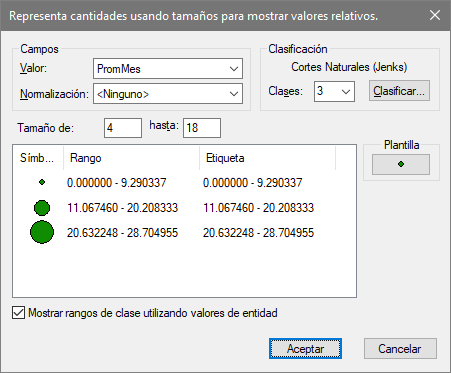 Representa cantidades usando tamaños para mostrar valores relativos.
Campos
Valor: PromMes
Normalización: <Ninguno>
Clasificación
Cortes Naturales (Jenks)
Clases: 3 Clasificar...
Tamaño de: 4 hasta: 18
Símb... Rango Etiqueta
0.000000 - 9.290337 0.000000 - 9.290337
11.067460 - 20.208333 11.067460 - 20.208333
20.632248 - 28.704955 20.632248 - 28.704955
Plantilla
Mostrar rangos de clase utilizando valores de entidad
Aceptar Cancelar